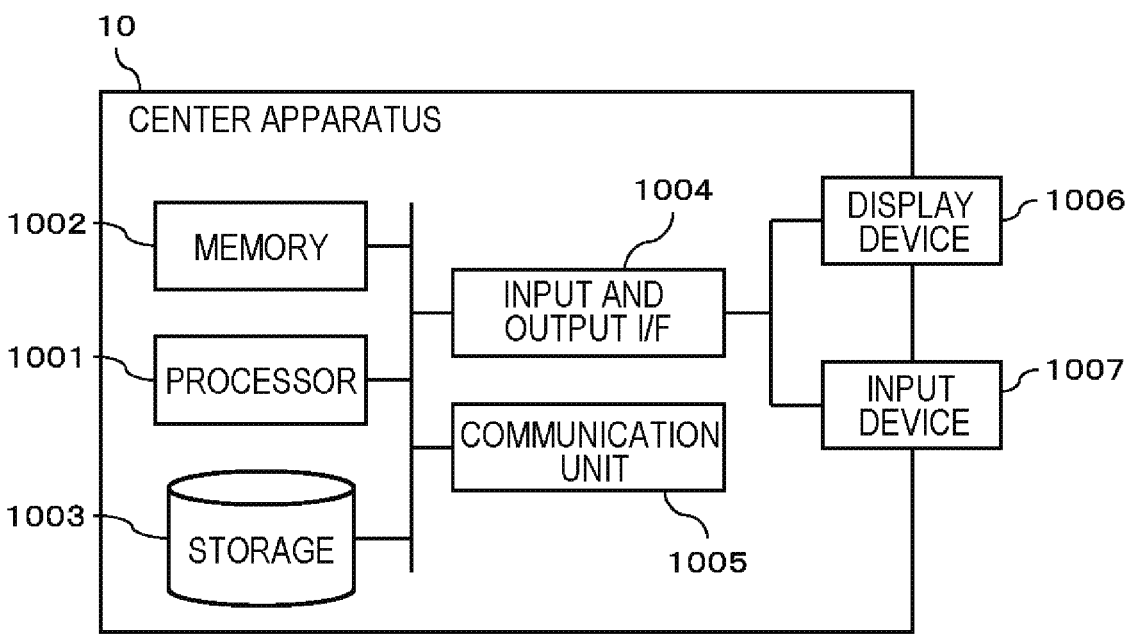 10
CENTER APPARATUS
1002
MEMORY
1004
DISPLAY
DEVICE
1006
INPUT AND
OUTPUT I/F
1001
PROCESSOR
INPUT
DEVICE
1007
COMMUNICATION
UNIT
1003
STORAGE
1005